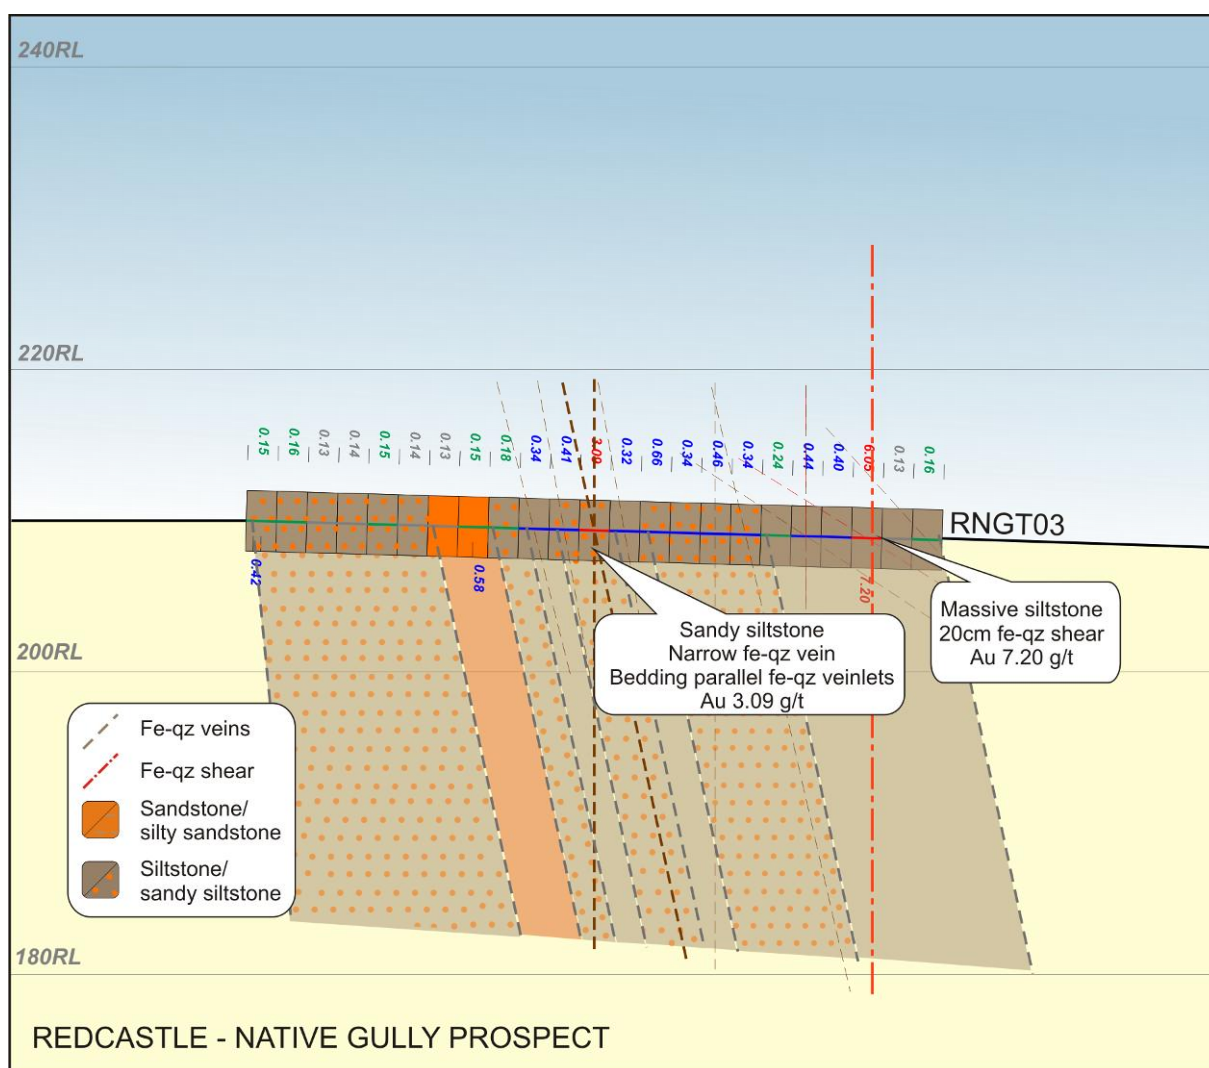 240RL
220RL
0.15
0.16
0.13
0.14
0.15
0.14
0.13
0.15
0.18
0.34
0.41
3.09
0.32
0.66
0.34
0.46
0.34
0.24
0.44
0.40
6.05
0.13
0.16
RNGT03
0.42
0.58
7.20
Sandy siltstone
Narrow fe-qz vein
Bedding parallel fe-qz veinlets
Au 3.09 g/t
Massive siltstone
20cm fe-qz shear
Au 7.20 g/t
200RL
Fe-qz veins
Fe-qz shear
Sandstone/
silty sandstone
Siltstone/
sandy siltstone
180RL
REDCASTLE - NATIVE GULLY PROSPECT